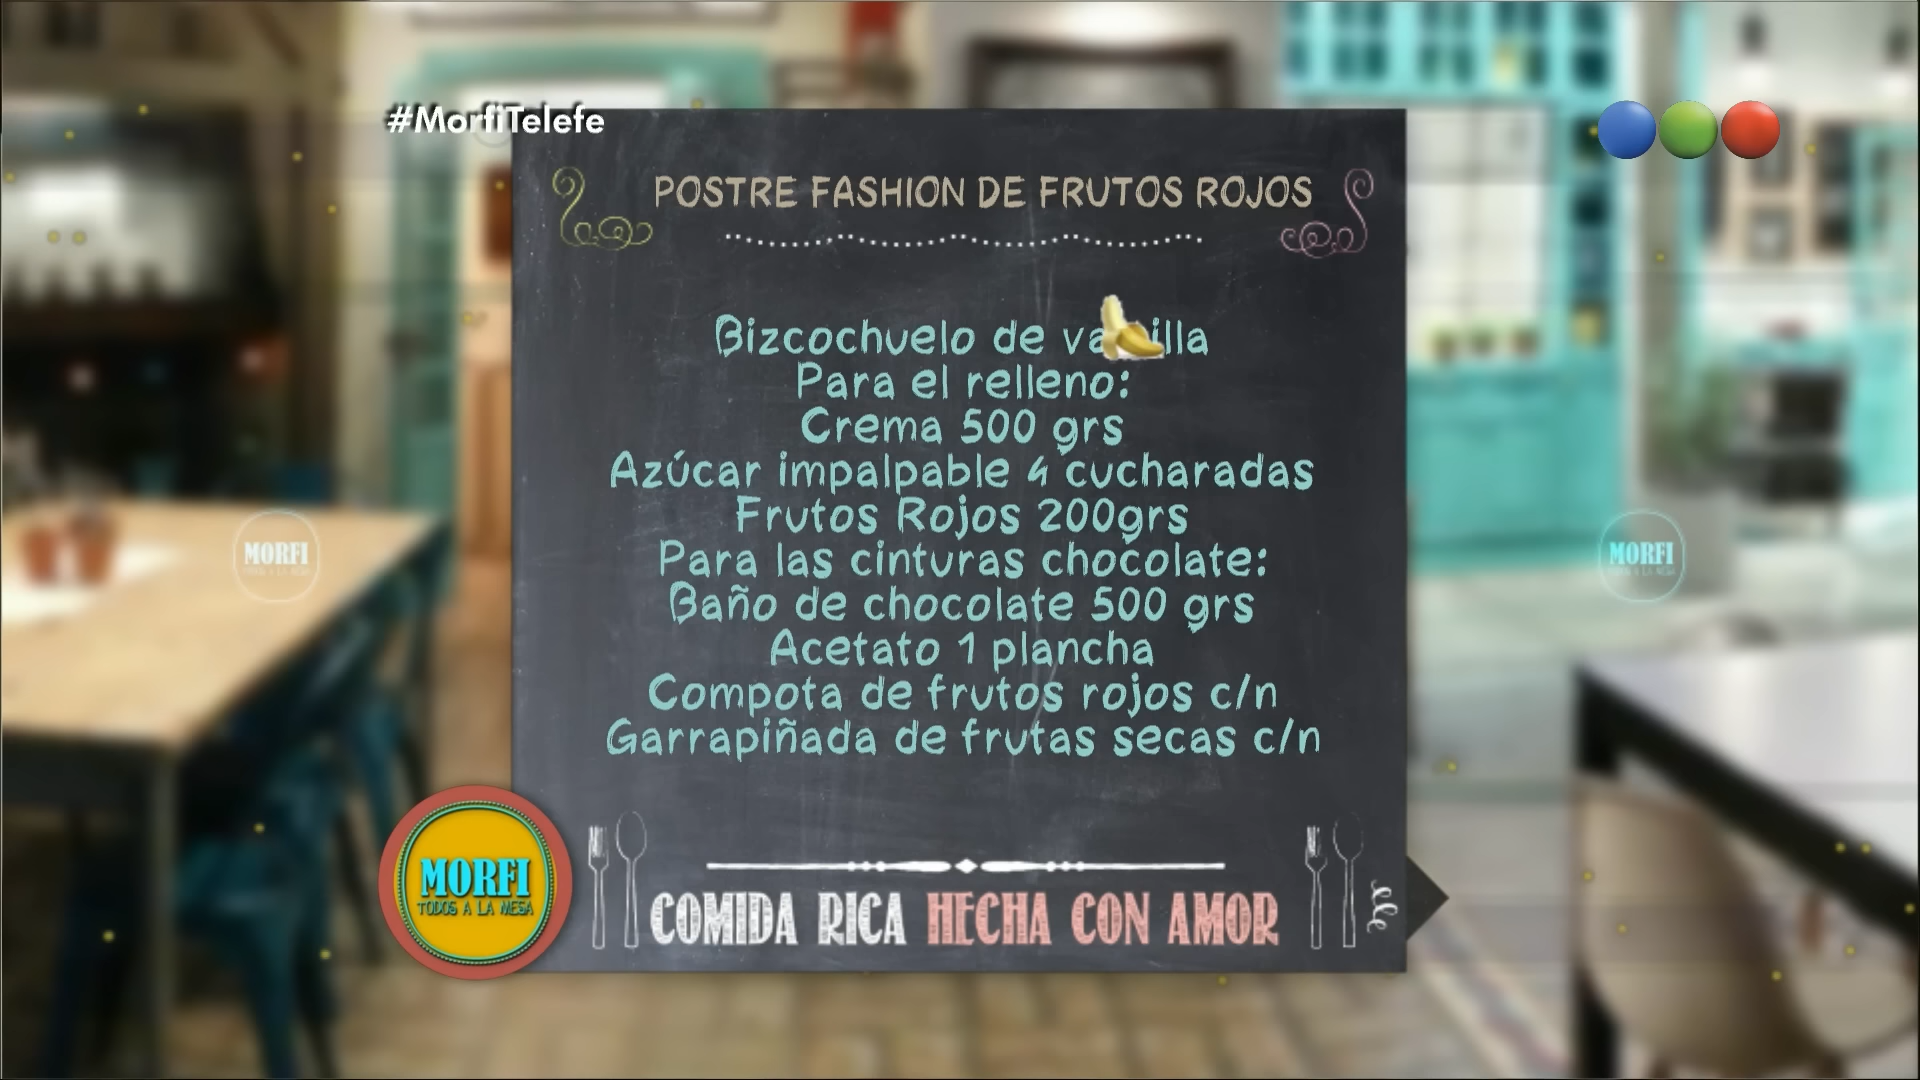 #MorfiTelefe
POSTRE FASHION DE FRUTOS ROJOS
Bizcochuelo de
Para el relleno:
Crema 500 grs
Azúcar impalpable 4 cucharadas
Frutos Rojos 200grs
Para las cinturas chocolate:
Baño de chocolate 500 grs
Acetato 1 plancha
Compota de frutos rojos c/n
Garrapiñada de frutas secas c/n
MORFI
MORFI
MORFI
TODOS A LA MESA
COMIDA RICA HECHA CON AMOR